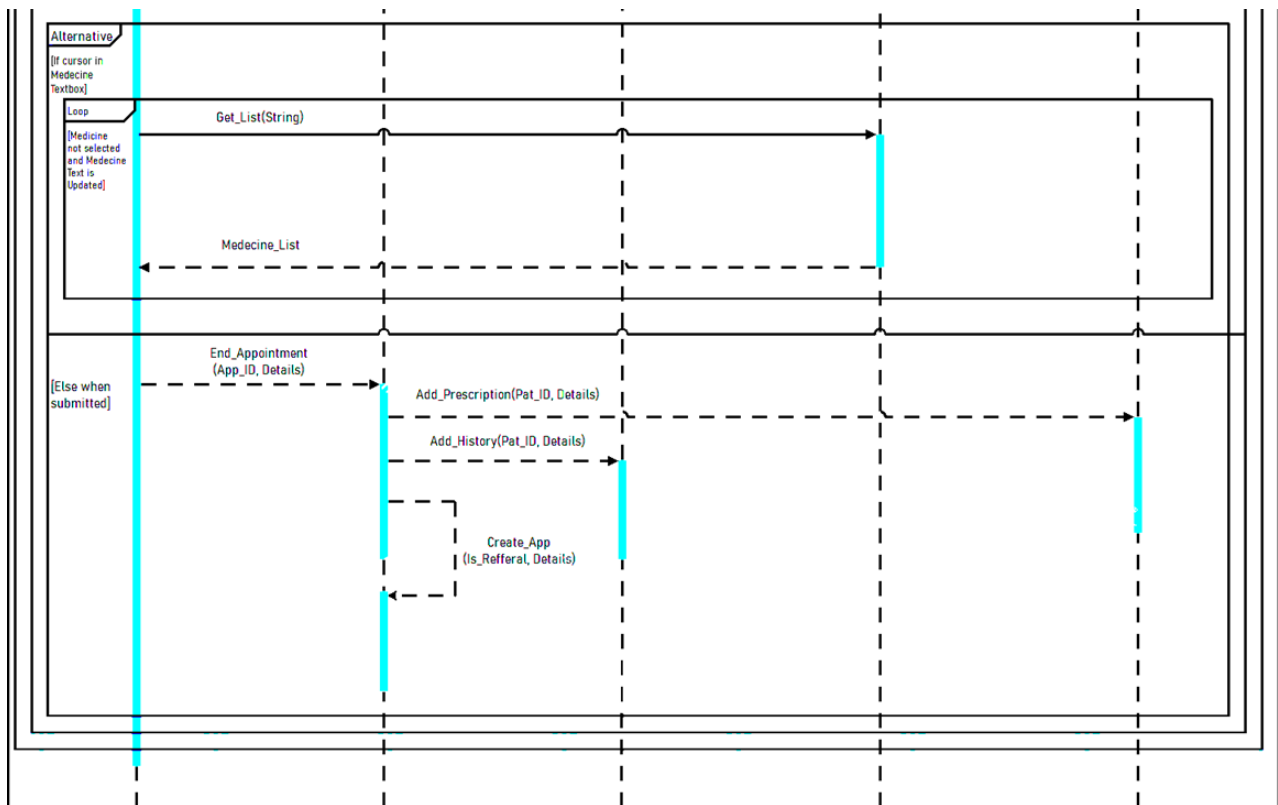 Alternative
[If cursor in
Medecine
Textbox]
Loop
[Medicine
not selected
and Medecine
Text is
Updated]
Get_List(String)
Medecine_List
End_Appointment
(App_ID, Details)
[Else when
submitted]
Add_Prescription(Pat_ID, Details)
Add_History(Pat_ID, Details)
Create_App
(Is_Refferal, Details)